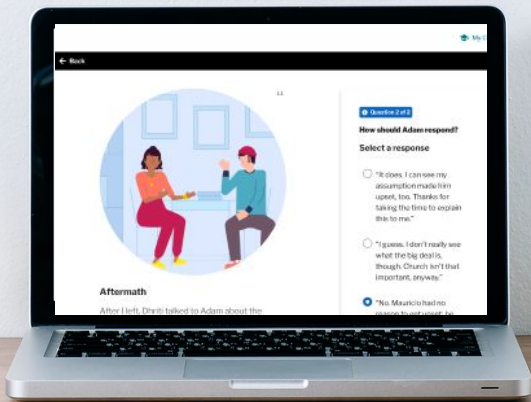 My C
← Back
Aftermath
After I left, Dhriti talked to Adam about the
Question 2 of 2
How should Adam respond?
Select a response
"It does. I can see my
assumption made him
upset, too. Thanks for
taking the time to explain
this to me."
"I guess. I don't really see
what the big deal is,
though. Church isn't that
important, anyway."
"No. Mauricio had no
reason to get upset; he